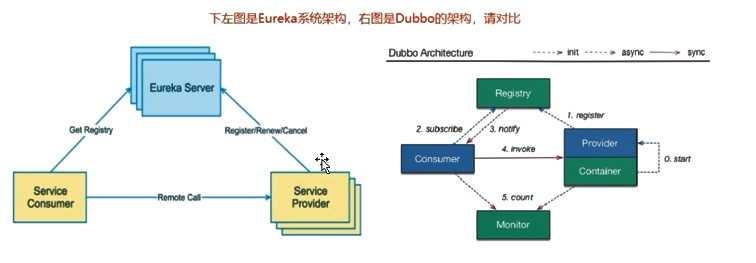 下左图是Eureka系统架构，右图是Dubbo的架构，请对比
Eureka Server
Get Registry
Register/Renew/Cancel
Service
Consumer
Remote Call
Service
Provider
Dubbo Architecture
init
async
sync
Registry
1. register
2. subscribe
3. notify
Consumer
4. invoke
Provider
Container
0. start
5. count
Monitor